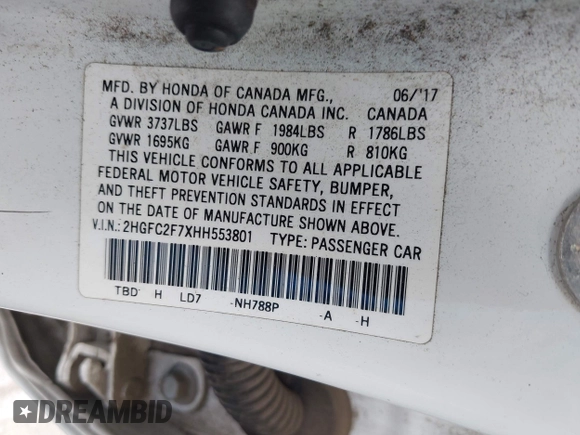 MFD. BY HONDA OF CANADA MFG., 06/'17
A DIVISION OF HONDA CANADA INC. CANADA
GVWR 3737LBS GAWR F 1984LBS R 1786LBS
GVWR 1695KG GAWR F 900KG R 810KG
THIS VEHICLE CONFORMS TO ALL APPLICABLE
FEDERAL MOTOR VEHICLE SAFETY, BUMPER,
AND THEFT PREVENTION STANDARDS IN EFFECT
ON THE DATE OF MANUFACTURE SHOWN ABOVE.
V.I.N.: 2HGFC2F7XHH553801 TYPE: PASSENGER CAR
TBD H LD7 -NH788P -A -H
DREAMBID